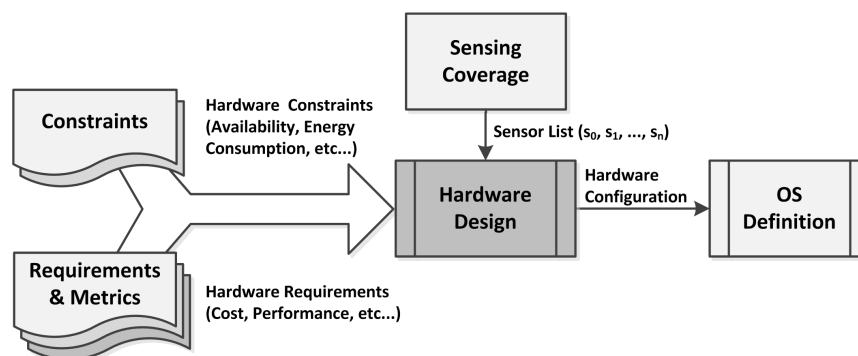 Sensing
Coverage
Constraints
Hardware Constraints
(Availability, Energy
Consumption, etc...)
Sensor List (s₀, s₁, ..., sₙ)
Hardware
Design
Hardware
Configuration
OS
Definition
Requirements
& Metrics
Hardware Requirements
(Cost, Performance, etc...)